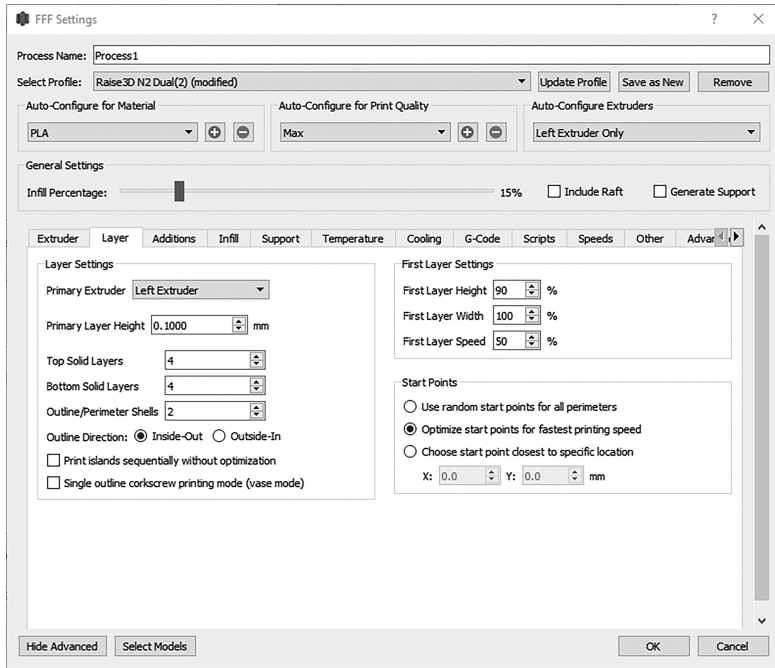 FFF Settings
?
Process Name: Process1
Select Profile: Raise3D N2 Dual(2) (modified) Update Profile Save as New Remove
Auto-Configure for Material Auto-Configure for Print Quality Auto-Configure Extruders
PLA Max Left Extruder Only
General Settings
Infill Percentage: 15% Include Raft Generate Support
Extruder Layer Additions Infill Support Temperature Cooling G-Code Scripts Speeds Other
Layer Settings
Primary Extruder Left Extruder
Primary Layer Height 0.1000 mm
Top Solid Layers 4
Bottom Solid Layers 4
Outline/Perimeter Shells 2
Outline Direction: Inside-Out Outside-In
Print islands sequentially without optimization
Single outline corkscrew printing mode (vase mode)
First Layer Settings
First Layer Height 90 %
First Layer Width 100 %
First Layer Speed 50 %
Start Points
Use random start points for all perimeters
Optimize start points for fastest printing speed
Choose start point closest to specific location
X: 0.0 Y: 0.0 mm
Hide Advanced Select Models OK Cancel